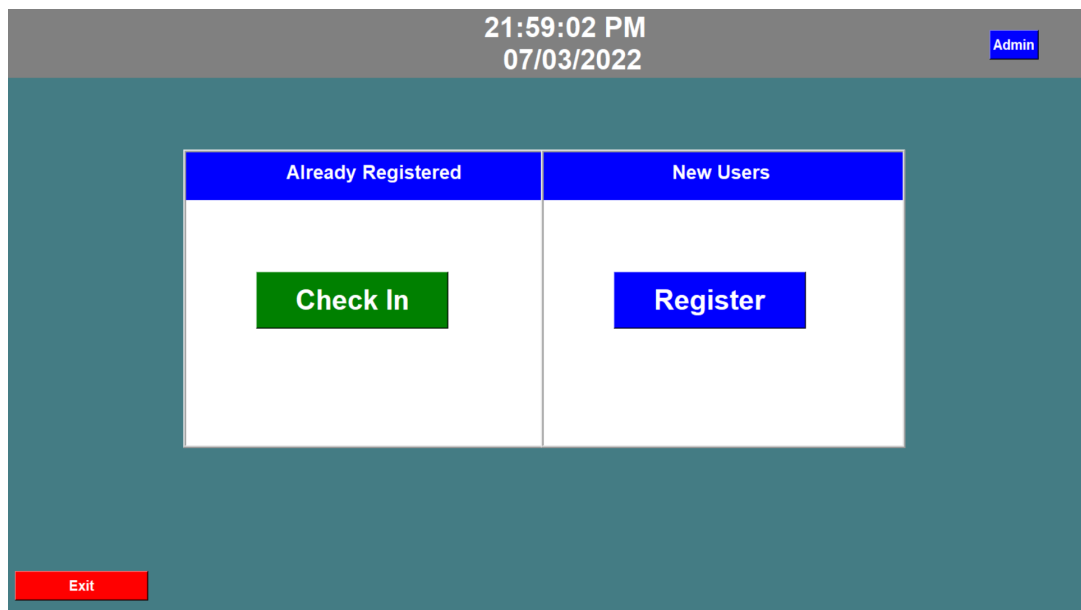 21:59:02 PM
07/03/2022
Admin
Already Registered
New Users
Check In
Register
Exit